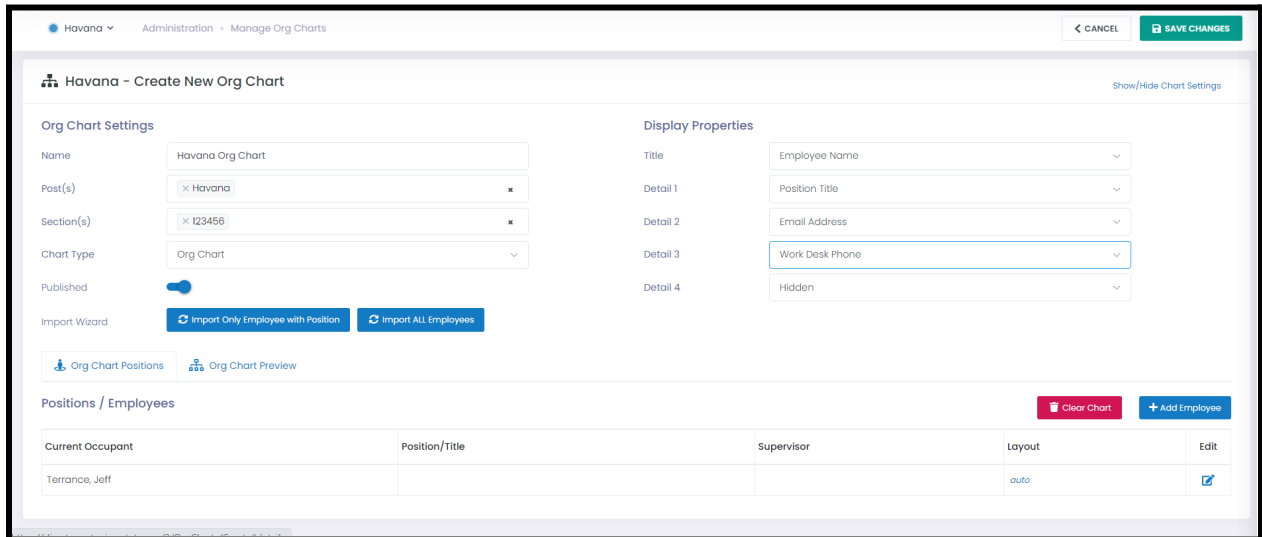 Havana
Administration • Manage Org Charts
CANCEL
SAVE CHANGES
Havana - Create New Org Chart
Show/Hide Chart Settings
Org Chart Settings
Name
Havana Org Chart
Post(s)
× Havana
×
Section(s)
× 123456
×
Chart Type
Org Chart
Published
Import Wizard
Import Only Employee with Position
Import ALL Employees
Display Properties
Title
Employee Name
Detail 1
Position Title
Detail 2
Email Address
Detail 3
Work Desk Phone
Detail 4
Hidden
Org Chart Positions
Org Chart Preview
Positions / Employees
Clear Chart
+ Add Employee
Current Occupant
Position/Title
Supervisor
Layout
Edit
Terrance, Jeff
auto